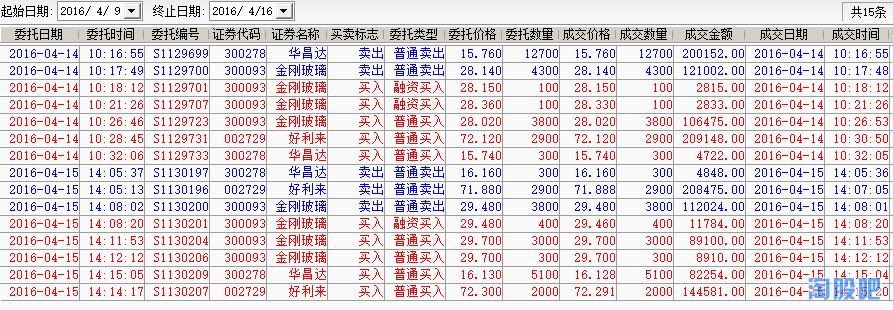 起始日期: 2016/ 4/ 9 终止日期: 2016/ 4/16 共15条
委托日期 委托时间 委托编号 证券代码 证券名称 买卖标志 委托类型 委托价格 委托数量 成交价格 成交数量 成交金额 成交日期 成交时间
2016-04-14 10:16:55 S1129699 300278 华昌达 卖出 普通卖出 15.760 12700 15.760 12700 200152.00 2016-04-14 10:16:55
2016-04-14 10:17:49 S1129700 300093 金刚玻璃 卖出 普通卖出 28.140 4300 28.140 4300 121002.00 2016-04-14 10:17:49
2016-04-14 10:18:12 S1129701 300093 金刚玻璃 买入 融资买入 28.150 100 28.150 100 2815.00 2016-04-14 10:18:12
2016-04-14 10:21:26 S1129707 300093 金刚玻璃 买入 融资买入 28.360 100 28.330 100 2833.00 2016-04-14 10:21:26
2016-04-14 10:26:46 S1129723 300093 金刚玻璃 买入 普通买入 28.020 3800 28.020 3800 106475.00 2016-04-14 10:26:53
2016-04-14 10:28:45 S1129731 002729 好利来 买入 普通买入 72.120 2900 72.120 2900 209148.00 2016-04-14 10:30:50
2016-04-14 10:32:06 S1129733 300278 华昌达 买入 普通买入 15.740 300 15.740 300 4722.00 2016-04-14 10:32:05
2016-04-15 14:05:37 S1130197 300278 华昌达 卖出 普通卖出 16.160 300 16.160 300 4848.00 2016-04-15 14:05:36
2016-04-15 14:05:13 S1130196 002729 好利来 卖出 普通卖出 71.880 2900 71.888 2900 208475.00 2016-04-15 14:07:05
2016-04-15 14:08:02 S1130200 300093 金刚玻璃 卖出 普通卖出 29.480 3800 29.480 3800 112024.00 2016-04-15 14:08:01
2016-04-15 14:08:20 S1130201 300093 金刚玻璃 买入 融资买入 29.480 400 29.460 400 11784.00 2016-04-15 14:08:20
2016-04-15 14:11:53 S1130204 300093 金刚玻璃 买入 普通买入 29.700 3000 29.700 3000 89100.00 2016-04-15 14:11:53
2016-04-15 14:12:12 S1130206 300093 金刚玻璃 买入 普通买入 29.700 300 29.700 300 8910.00 2016-04-15 14:12:12
2016-04-15 14:15:05 S1130209 300278 华昌达 买入 普通买入 16.130 5100 16.128 5100 82254.00 2016-04-15 14:15:04
2016-04-15 14:14:17 S1130207 002729 好利来 买入 普通买入 72.300 2000 72.291 2000 144581.00 2016-04-15 14:15:20
淘股吧